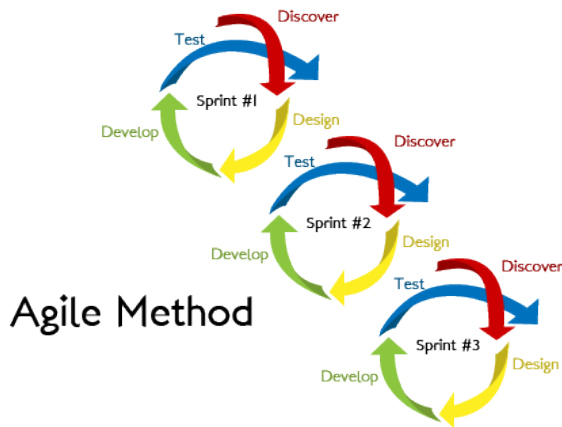 Discover
Test
Sprint #1
Design
Develop
Discover
Test
Sprint #2
Design
Develop
Discover
Test
Agile Method
Sprint #3
Design
Develop